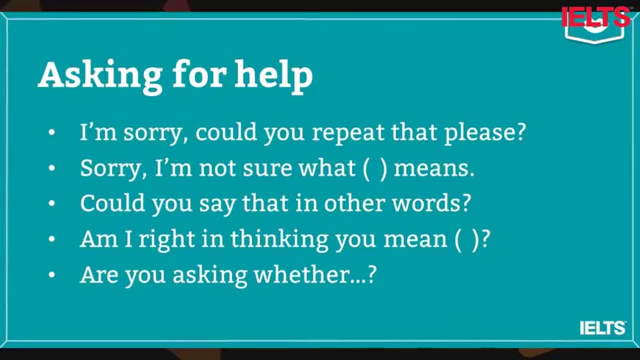 IELTS
Asking for help
• I'm sorry, could you repeat that please?
• Sorry, I'm not sure what ( ) means.
• Could you say that in other words?
• Am I right in thinking you mean ( )?
• Are you asking whether...?
IELTS